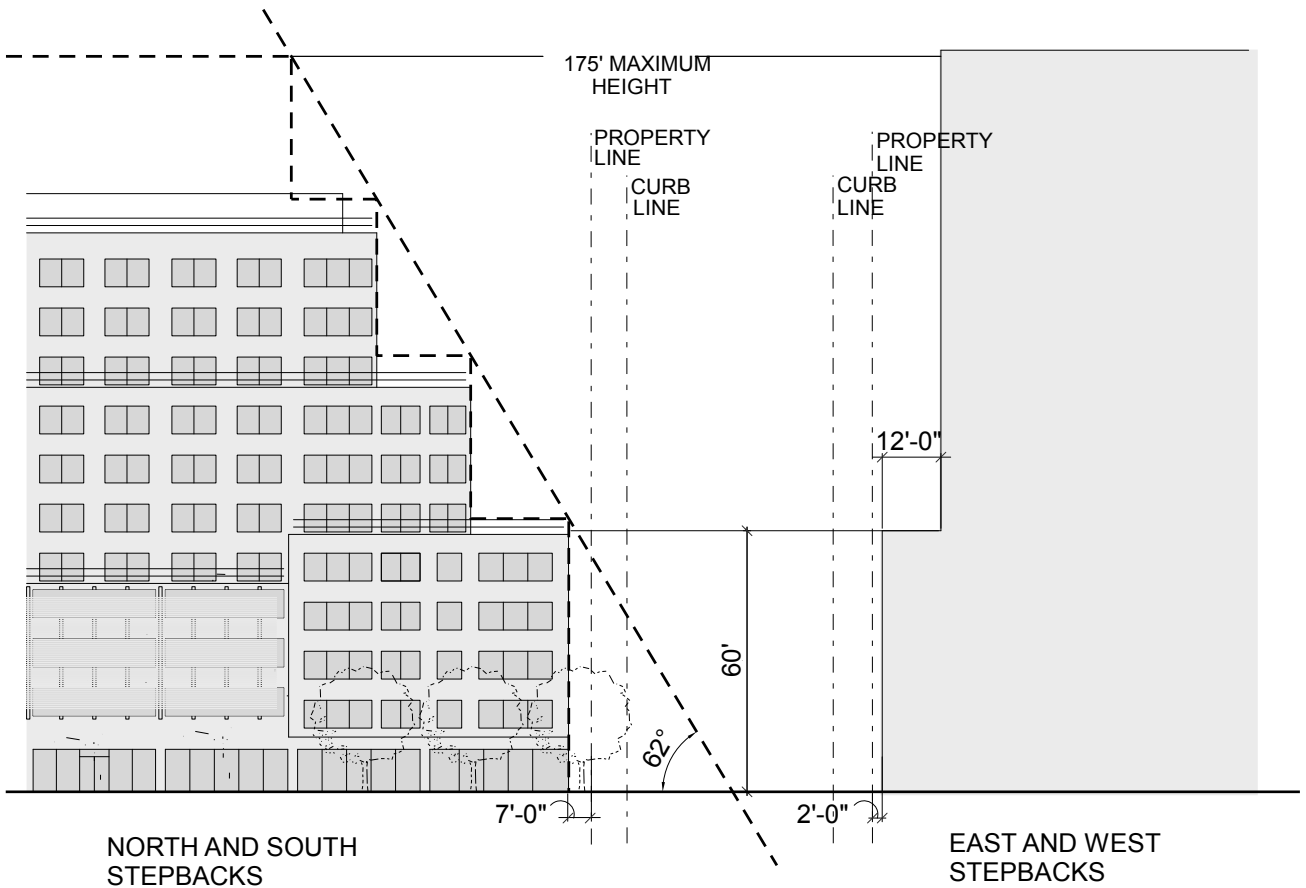 175' MAXIMUM
HEIGHT
PROPERTY
LINE
CURB
LINE
PROPERTY
LINE
CURB
LINE
12'-0"
60'
62°
7'-0"
2'-0"
NORTH AND SOUTH
STEPBACKS
EAST AND WEST
STEPBACKS